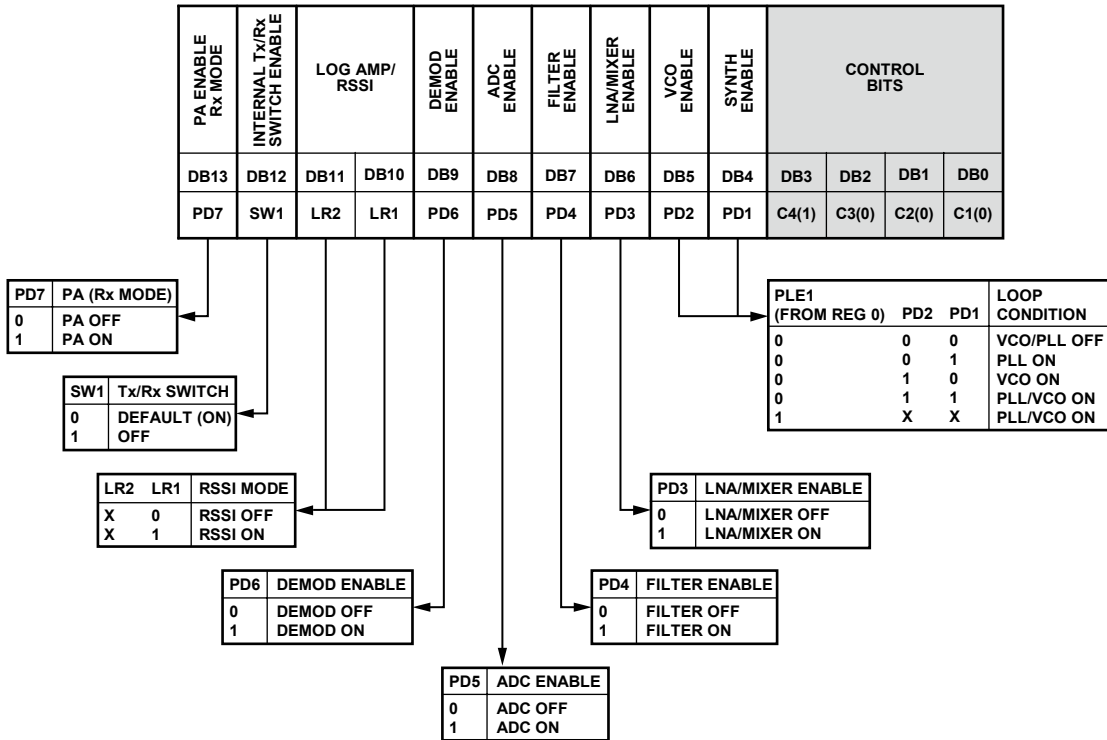 PA ENABLE
Rx MODE
INTERNAL Tx/Rx
SWITCH ENABLE
LOG AMP/
RSSI
DEMOD
ENABLE
ADC
ENABLE
FILTER
ENABLE
LNA/MIXER
ENABLE
VCO
ENABLE
SYNTH
ENABLE
CONTROL
BITS
DB13 DB12 DB11 DB10 DB9 DB8 DB7 DB6 DB5 DB4 DB3 DB2 DB1 DB0
PD7 SW1 LR2 LR1 PD6 PD5 PD4 PD3 PD2 PD1 C4(1) C3(0) C2(0) C1(0)
PD7 PA (Rx MODE)
0 PA OFF
1 PA ON
PLE1
(FROM REG 0) PD2 PD1 LOOP
CONDITION
0 0 0 VCO/PLL OFF
0 0 1 PLL ON
0 1 0 VCO ON
0 1 1 PLL/VCO ON
1 X X PLL/VCO ON
SW1 Tx/Rx SWITCH
0 DEFAULT (ON)
1 OFF
LR2 LR1 RSSI MODE
X 0 RSSI OFF
X 1 RSSI ON
PD3 LNA/MIXER ENABLE
0 LNA/MIXER OFF
1 LNA/MIXER ON
PD6 DEMOD ENABLE
0 DEMOD OFF
1 DEMOD ON
PD4 FILTER ENABLE
0 FILTER OFF
1 FILTER ON
PD5 ADC ENABLE
0 ADC OFF
1 ADC ON